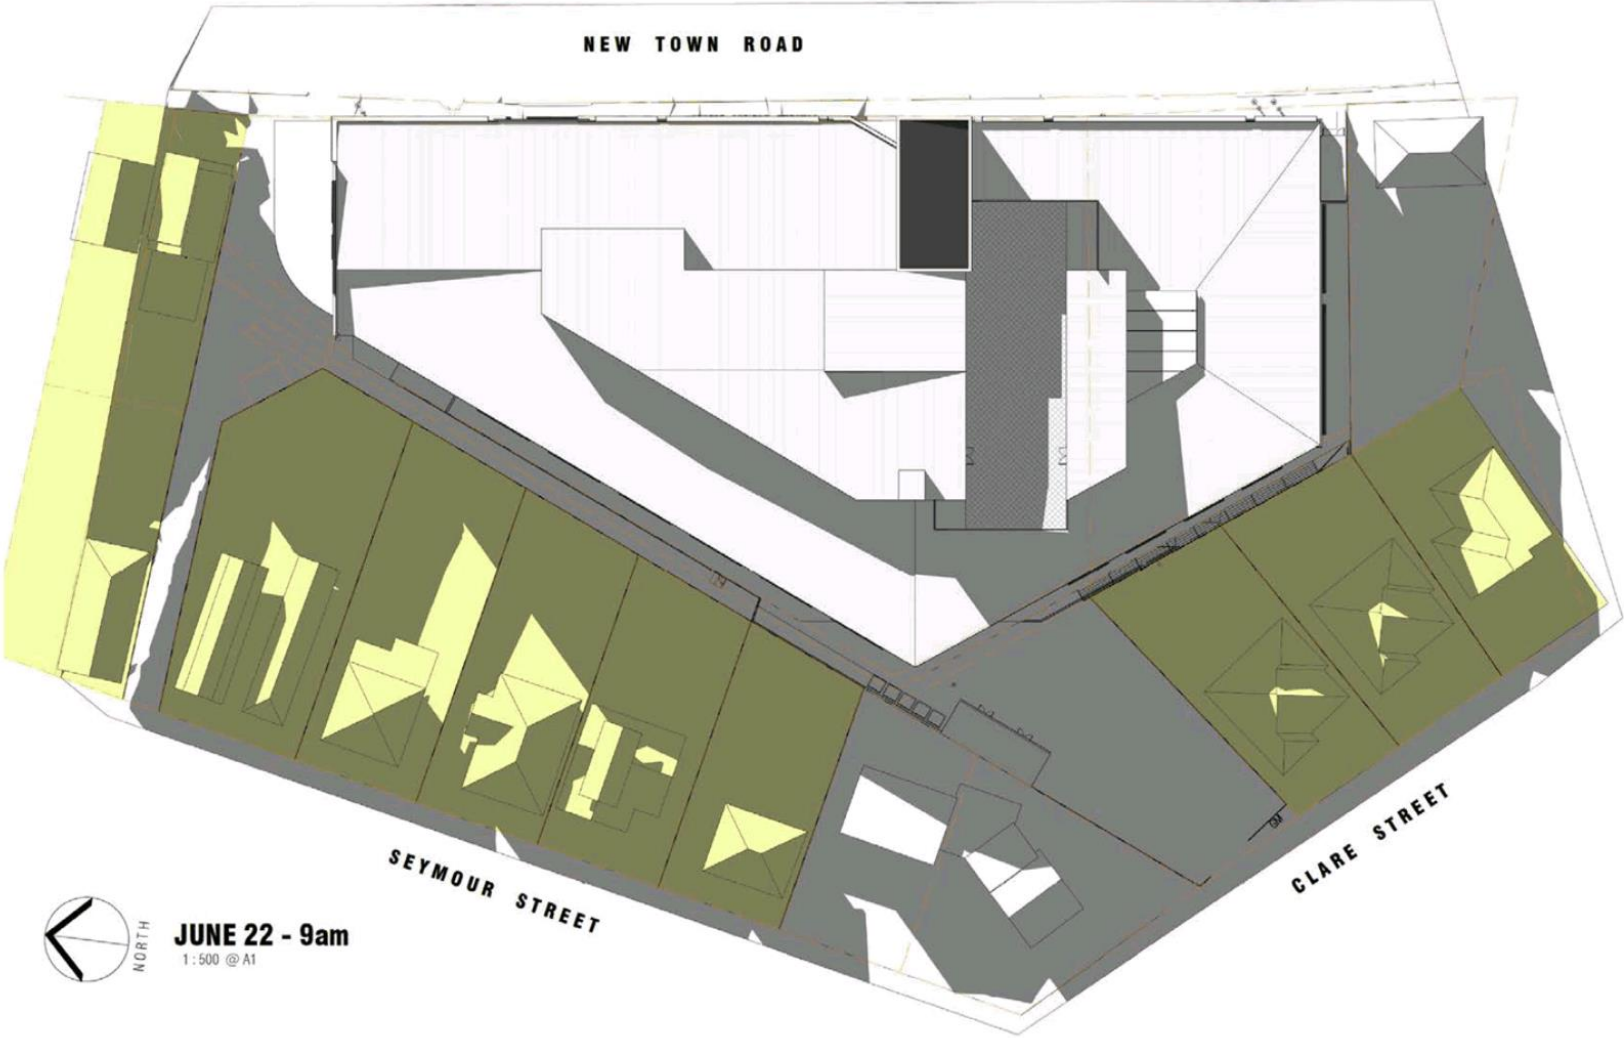 NEW TOWN ROAD
SEYMOUR STREET
CLARE STREET
NORTH
JUNE 22 - 9am
1:500 @ A1